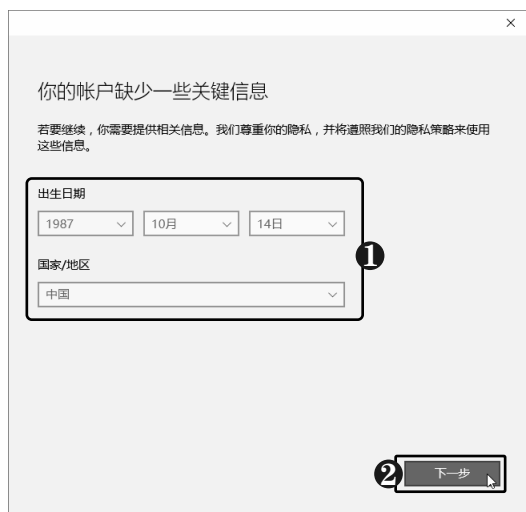 你的帐户缺少一些关键信息
若要继续，你需要提供相关信息。我们尊重你的隐私，并将遵照我们的隐私策略来使用
这些信息。
出生日期
1987 10月 14日
国家/地区
中国
1
2 下一步